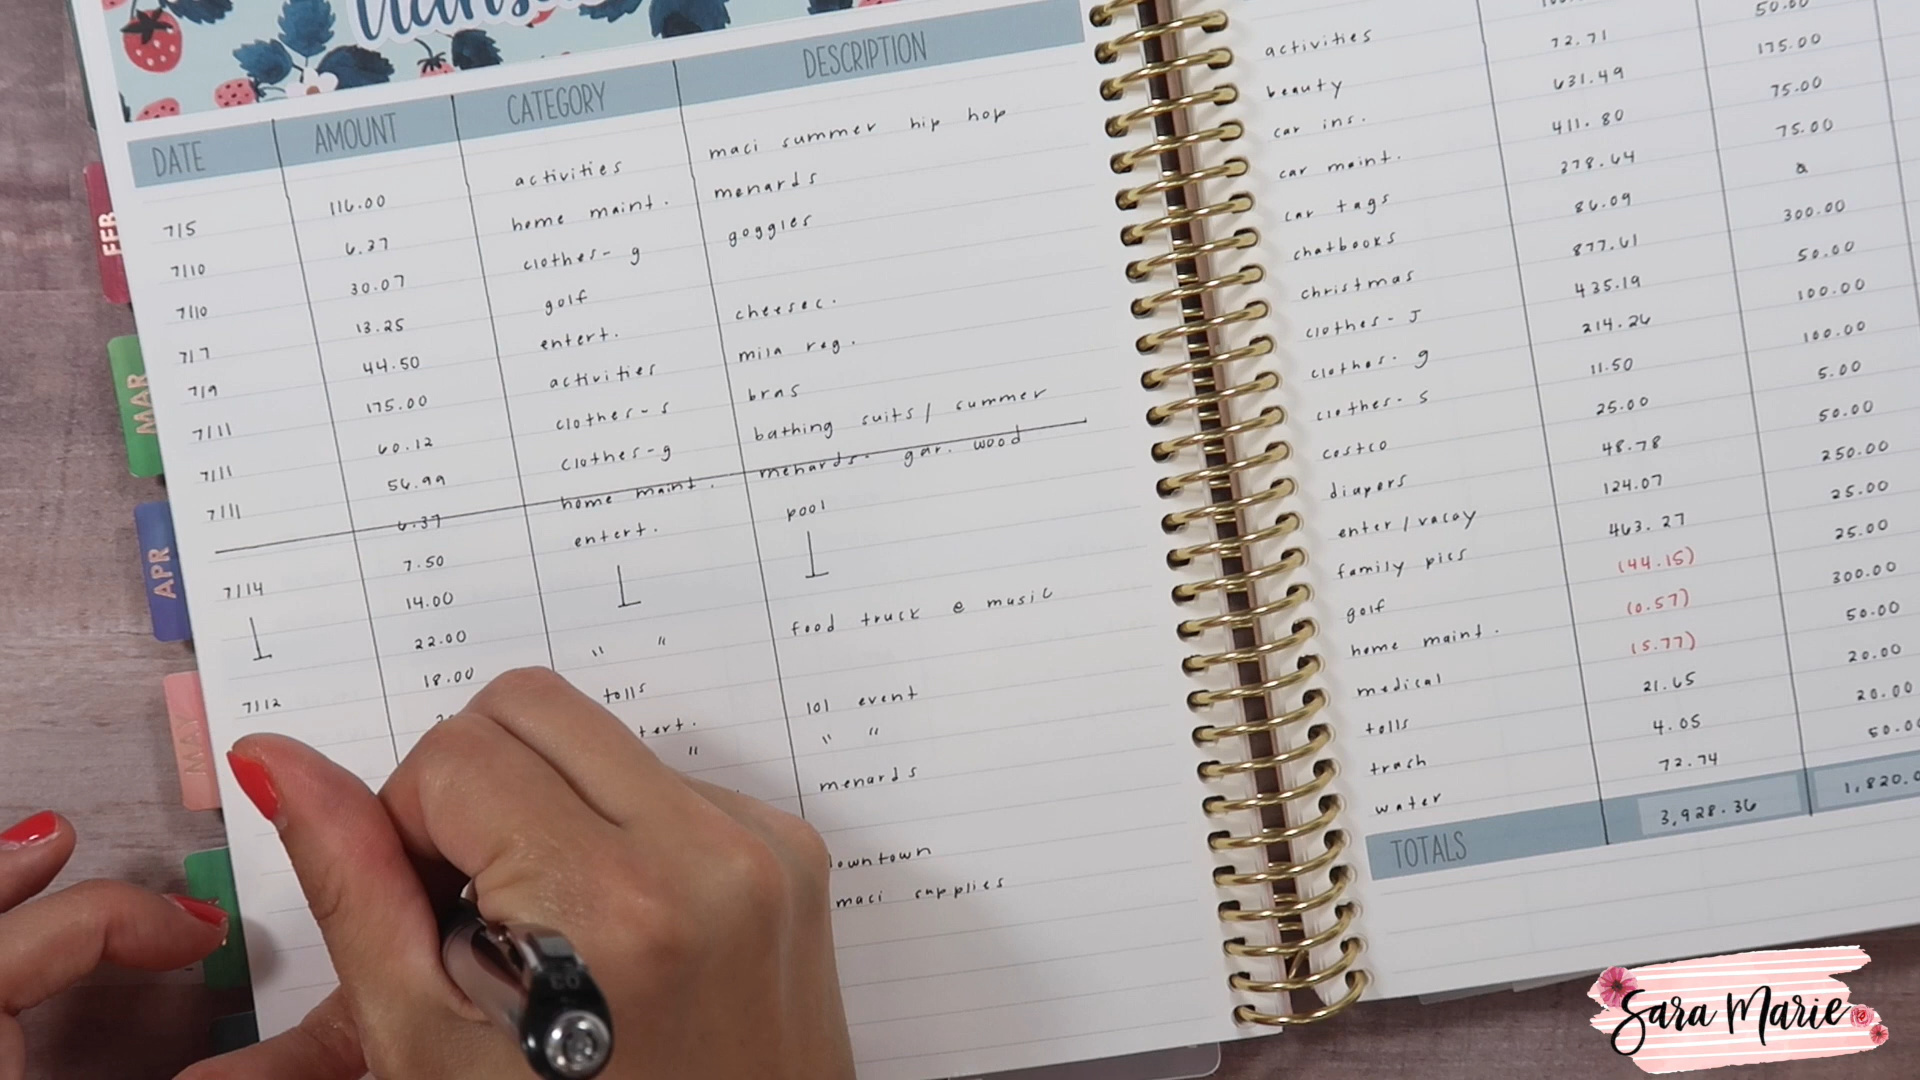 DATE AMOUNT CATEGORY DESCRIPTION
7/5 116.00 activities maci summer hip hop
7/10 6.37 home maint. menards
7/10 30.07 clothes- g goggles
7/7 13.25 golf
7/9 44.50 entert. cheesec.
7/11 175.00 activities mila reg.
7/11 60.12 clothes- s bras
7/11 56.99 clothes-g bathing suits/ summer
6.37 home maint. menards- gar. wood
7/14 7.50 entert. pool
14.00
22.00 " " food truck @ music
7/12 18.00 tolls 101 event
tert. " "
" menards
downtown
maci supplies
FEB
MAR
APR
MAY
50.00
activities 72.71 175.00
beauty 631.49 75.00
car ins. 411.80 75.00
car maint. 378.64
car tags 86.09 300.00
chatbooks 877.61 50.00
christmas 435.19 100.00
clothes- J 214.26 100.00
clothes- g 11.50 5.00
clothes- s 25.00 50.00
costco 48.78 250.00
diapers 124.07 25.00
enter/vacay 463.27 25.00
family pics (44.15) 300.00
golf (0.57) 50.00
home maint. (5.77) 20.00
medical 21.65 20.00
tolls 4.05 50.00
trash 72.74
water
TOTALS 3,928.36 1,820.0
03
Sara Marie